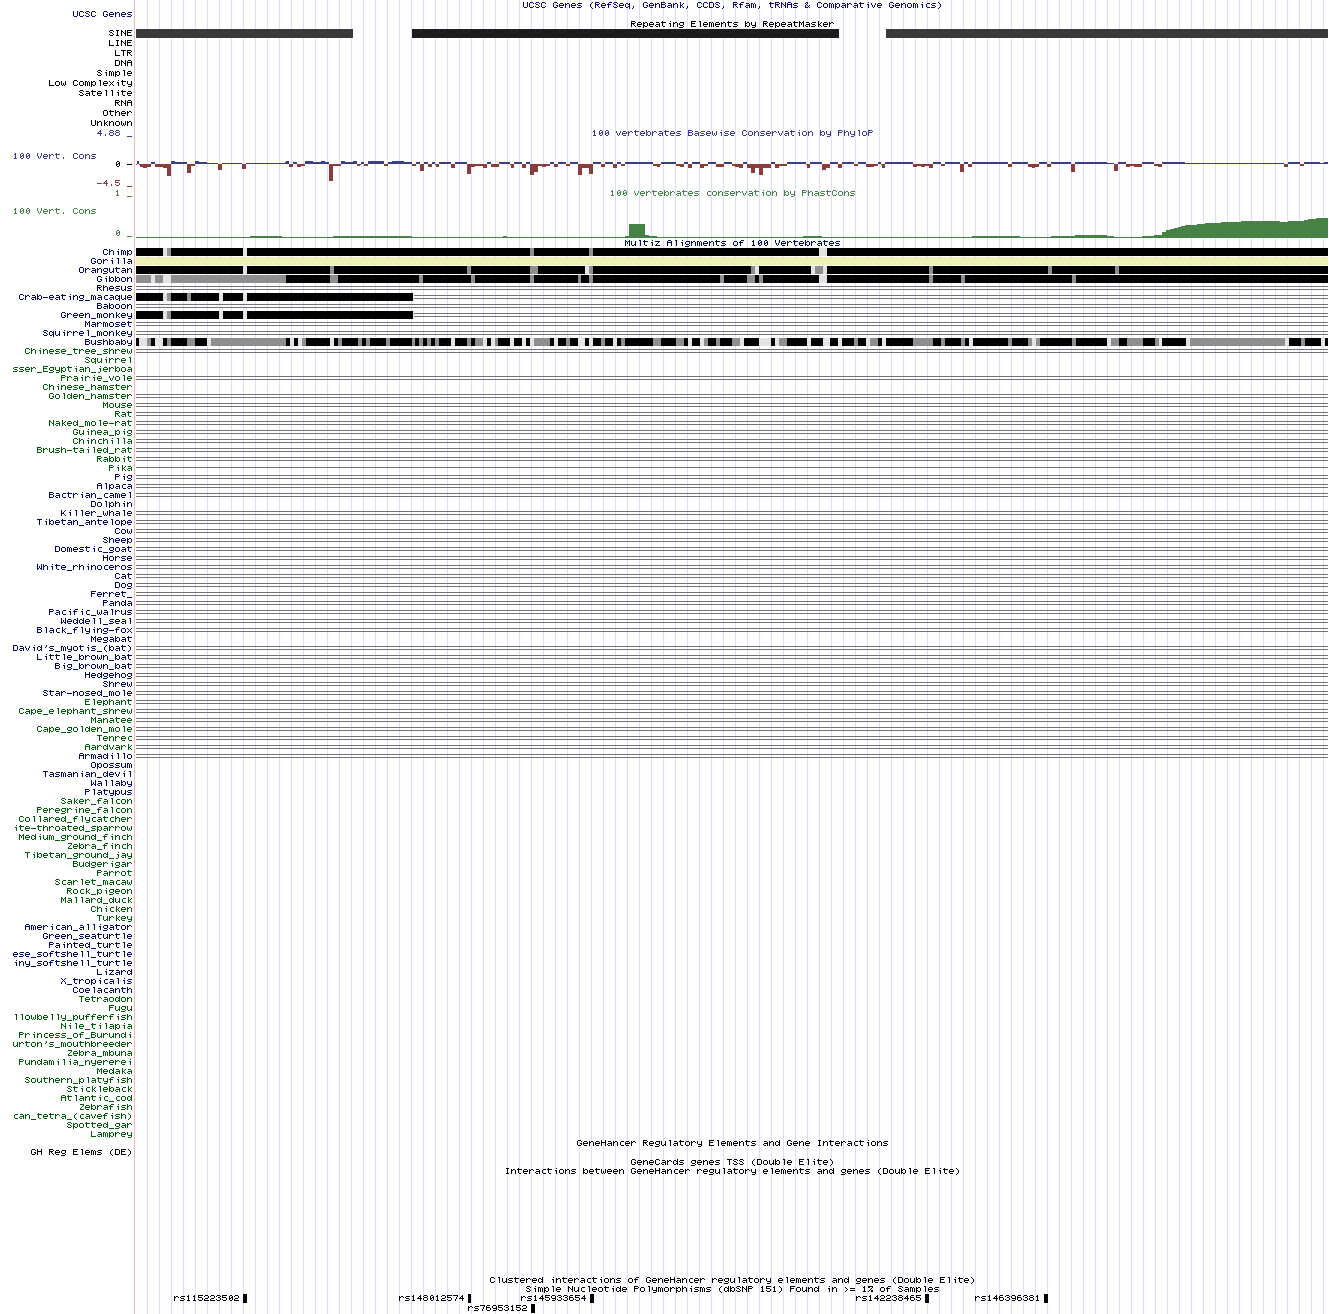 UCSC Genes (RefSeq, GenBank, CCDS, Rfam, tRNAs & Comparative Genomics)
UCSC Genes
Repeating Elements by RepeatMasker
SINE
LINE
LTR
DNA
Simple
Low Complexity
Satellite
RNA
Other
Unknown
4.88 _
100 vertebrates Basewise Conservation by PhyloP
100 Vert. Cons
0 -
-4.5 _
100 vertebrates conservation by PhastCons
1 _
100 Vert. Cons
0 _
Multiz Alignments of 100 Vertebrates
Chimp
Gorilla
Orangutan
Gibbon
Rhesus
Crab-eating_macaque
Baboon
Green_monkey
Marmoset
Squirrel_monkey
Bushbaby
Chinese_tree_shrew
Squirrel
sser_Egyptian_jerboa
Prairie_vole
Chinese_hamster
Golden_hamster
Mouse
Rat
Naked_mole-rat
Guinea_pig
Chinchilla
Brush-tailed_rat
Rabbit
Pika
Pig
Alpaca
Bactrian_camel
Dolphin
Killer_whale
Tibetan_antelope
Cow
Sheep
Domestic_goat
Horse
White_rhinoceros
Cat
Dog
Ferret_
Panda
Pacific_walrus
Weddell_seal
Black_flying-fox
Megabat
David's_myotis_(bat)
Little_brown_bat
Big_brown_bat
Hedgehog
Shrew
Star-nosed_mole
Elephant
Cape_elephant_shrew
Manatee
Cape_golden_mole
Tenrec
Aardvark
Armadillo
Opossum
Tasmanian_devil
Wallaby
Platypus
Saker_falcon
Peregrine_falcon
Collared_flycatcher
ite-throated_sparrow
Medium_ground_finch
Zebra_finch
Tibetan_ground_jay
Budgerigar
Parrot
Scarlet_macaw
Rock_pigeon
Mallard_duck
Chicken
Turkey
American_alligator
Green_seaturtle
Painted_turtle
ese_softshell_turtle
iny_softshell_turtle
Lizard
X_tropicalis
Coelacanth
Tetraodon
Fugu
llowbelly_pufferfish
Nile_tilapia
Princess_of_Burundi
urton's_mouthbreeder
Zebra_mbuna
Pundamilia_nyererei
Medaka
Southern_platyfish
Stickleback
Atlantic_cod
Zebrafish
can_tetra_(cavefish)
Spotted_gar
Lamprey
GeneHancer Regulatory Elements and Gene Interactions
GH Reg Elems (DE)
GeneCards genes TSS (Double Elite)
Interactions between GeneHancer regulatory elements and genes (Double Elite)
Clustered interactions of GeneHancer regulatory elements and genes (Double Elite)
Simple Nucleotide Polymorphisms (dbSNP 151) Found in >= 1% of Samples
rs115223502 rs148012574 rs145933654 rs142238465 rs146396381
rs76953152